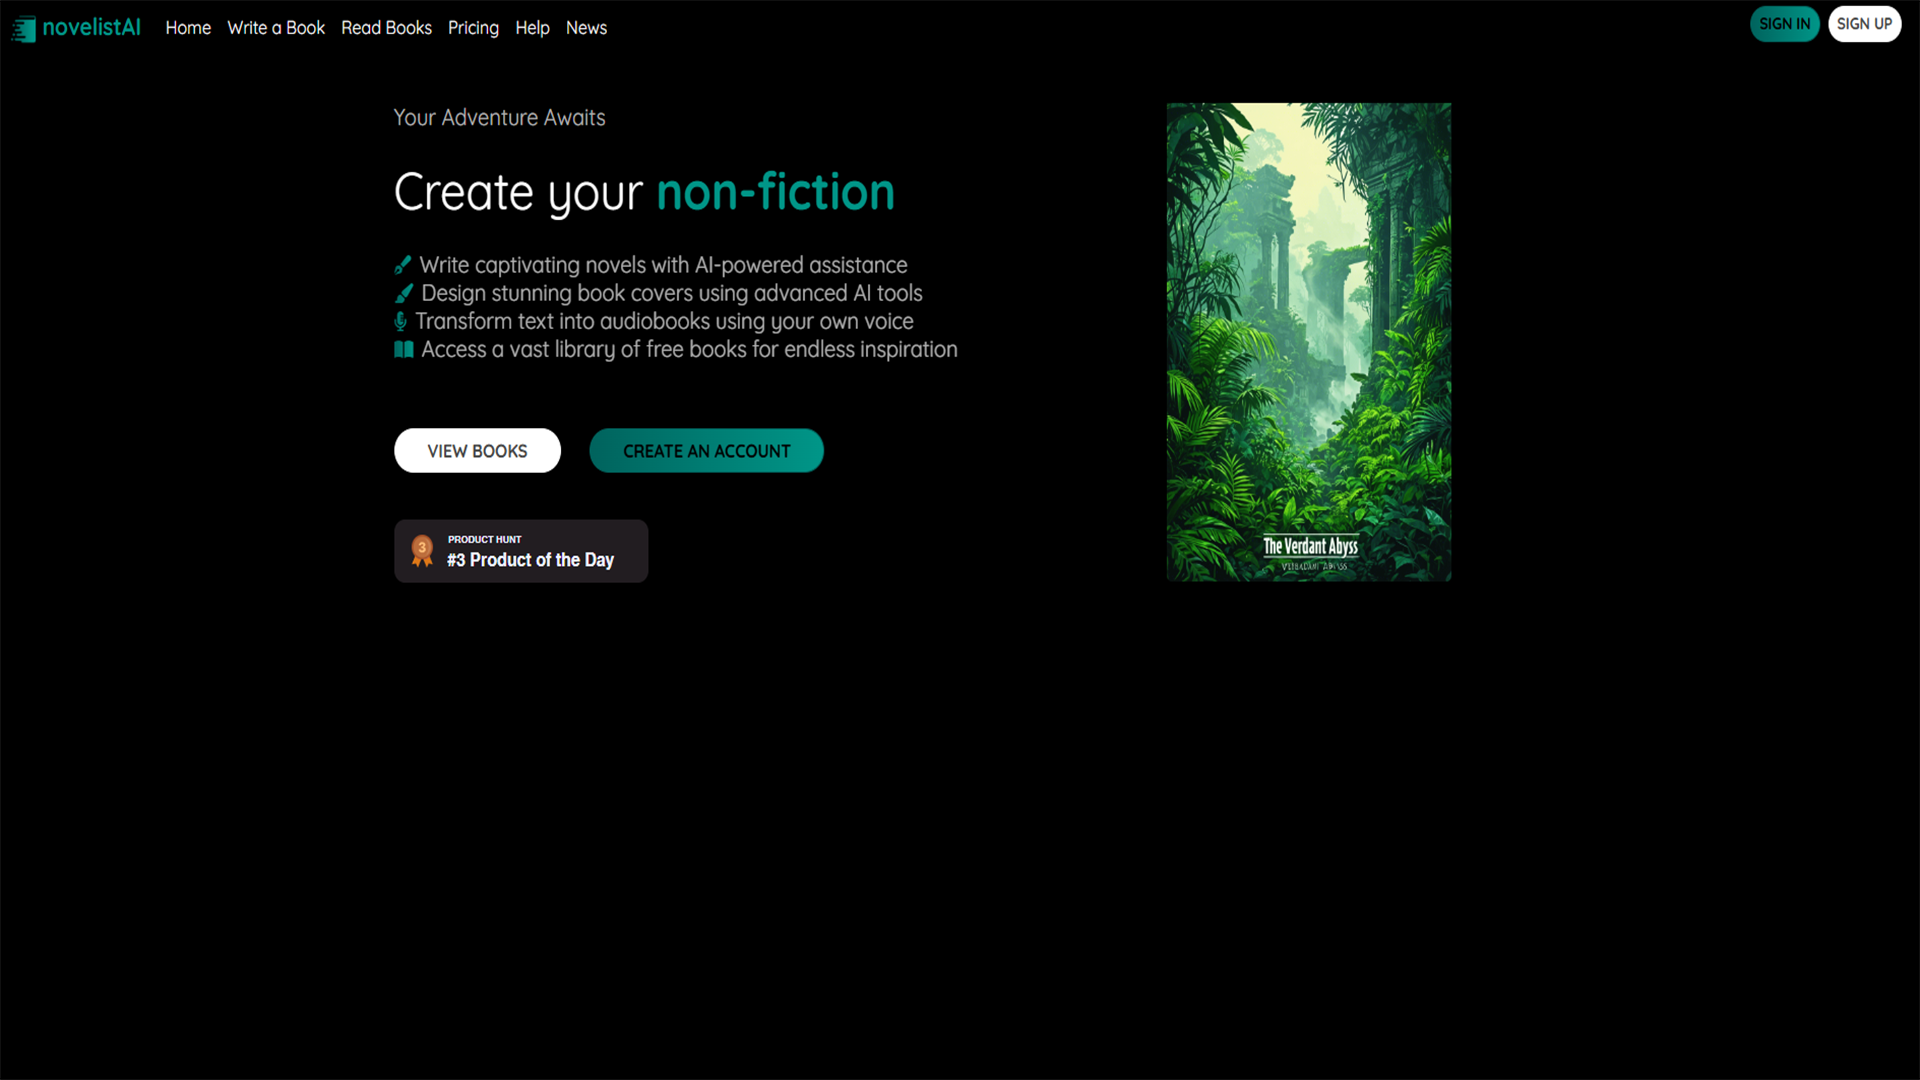 novelistAI Home Write a Book Read Books Pricing Help News SIGN IN SIGN UP
Your Adventure Awaits
Create your non-fiction
Write captivating novels with AI-powered assistance
Design stunning book covers using advanced AI tools
Transform text into audiobooks using your own voice
Access a vast library of free books for endless inspiration
VIEW BOOKS CREATE AN ACCOUNT
3 PRODUCT HUNT
#3 Product of the Day
The Verdant Abyss